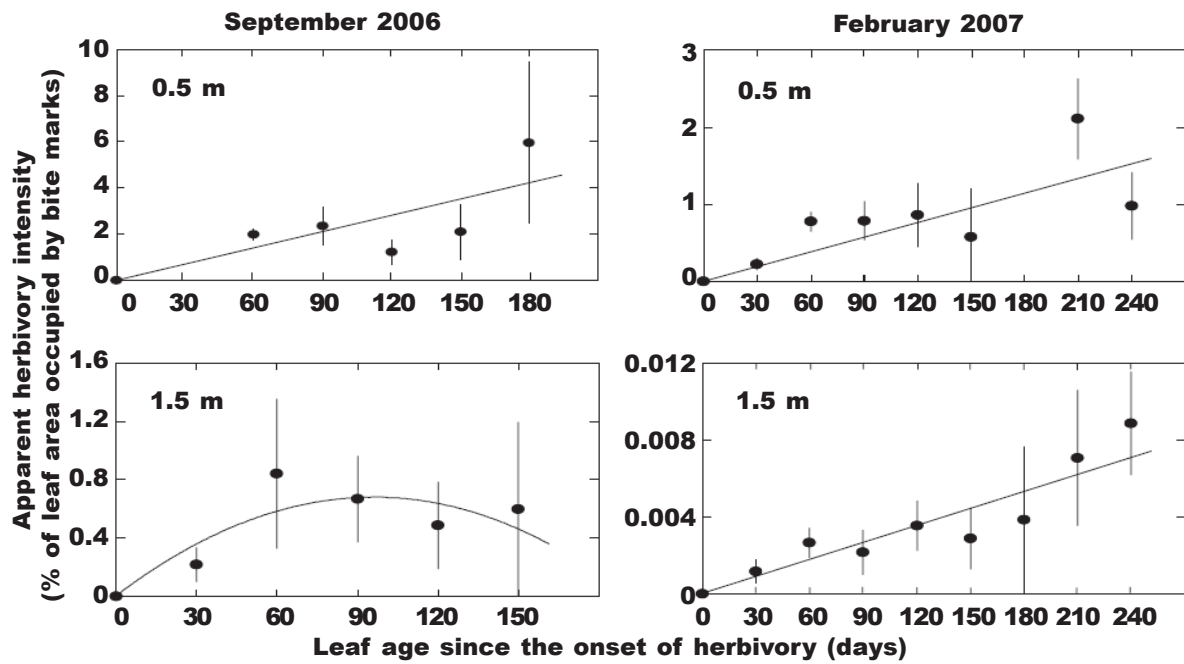 September 2006
February 2007
Apparent herbivory intensity
(% of leaf area occupied by bite marks)
10
8
6
4
2
0
0.5 m
0 30 60 90 120 150 180
3
2
1
0
0.5 m
0 30 60 90 120 150 180 210 240
1.6
1.2
0.8
0.4
0
1.5 m
0 30 60 90 120 150
0.012
0.008
0.004
0
1.5 m
0 30 60 90 120 150 180 210 240
Leaf age since the onset of herbivory (days)